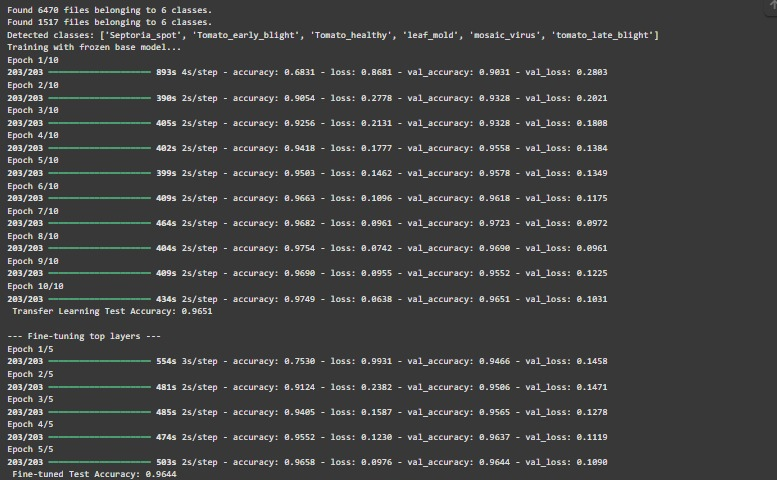 Found 6470 files belonging to 6 classes.
Found 1517 files belonging to 6 classes.
Detected classes: ['Septoria_spot', 'Tomato_early_blight', 'Tomato_healthy', 'leaf_mold', 'mosaic_virus', 'tomato_late_blight']
Training with frozen base model...
Epoch 1/10
203/203 893s 4s/step - accuracy: 0.6831 - loss: 0.8681 - val_accuracy: 0.9031 - val_loss: 0.2803
Epoch 2/10
203/203 390s 2s/step - accuracy: 0.9054 - loss: 0.2778 - val_accuracy: 0.9328 - val_loss: 0.2021
Epoch 3/10
203/203 405s 2s/step - accuracy: 0.9256 - loss: 0.2131 - val_accuracy: 0.9328 - val_loss: 0.1808
Epoch 4/10
203/203 402s 2s/step - accuracy: 0.9418 - loss: 0.1777 - val_accuracy: 0.9558 - val_loss: 0.1384
Epoch 5/10
203/203 399s 2s/step - accuracy: 0.9503 - loss: 0.1462 - val_accuracy: 0.9578 - val_loss: 0.1349
Epoch 6/10
203/203 409s 2s/step - accuracy: 0.9663 - loss: 0.1096 - val_accuracy: 0.9618 - val_loss: 0.1175
Epoch 7/10
203/203 464s 2s/step - accuracy: 0.9682 - loss: 0.0961 - val_accuracy: 0.9723 - val_loss: 0.0972
Epoch 8/10
203/203 404s 2s/step - accuracy: 0.9754 - loss: 0.0742 - val_accuracy: 0.9690 - val_loss: 0.0961
Epoch 9/10
203/203 409s 2s/step - accuracy: 0.9690 - loss: 0.0955 - val_accuracy: 0.9552 - val_loss: 0.1225
Epoch 10/10
203/203 434s 2s/step - accuracy: 0.9749 - loss: 0.0638 - val_accuracy: 0.9651 - val_loss: 0.1031
Transfer Learning Test Accuracy: 0.9651
--- Fine-tuning top layers ---
Epoch 1/5
203/203 554s 3s/step - accuracy: 0.7530 - loss: 0.9931 - val_accuracy: 0.9466 - val_loss: 0.1458
Epoch 2/5
203/203 481s 2s/step - accuracy: 0.9124 - loss: 0.2382 - val_accuracy: 0.9506 - val_loss: 0.1471
Epoch 3/5
203/203 485s 2s/step - accuracy: 0.9405 - loss: 0.1587 - val_accuracy: 0.9565 - val_loss: 0.1278
Epoch 4/5
203/203 474s 2s/step - accuracy: 0.9552 - loss: 0.1230 - val_accuracy: 0.9637 - val_loss: 0.1119
Epoch 5/5
203/203 503s 2s/step - accuracy: 0.9658 - loss: 0.0976 - val_accuracy: 0.9644 - val_loss: 0.1090
Fine-tuned Test Accuracy: 0.9644